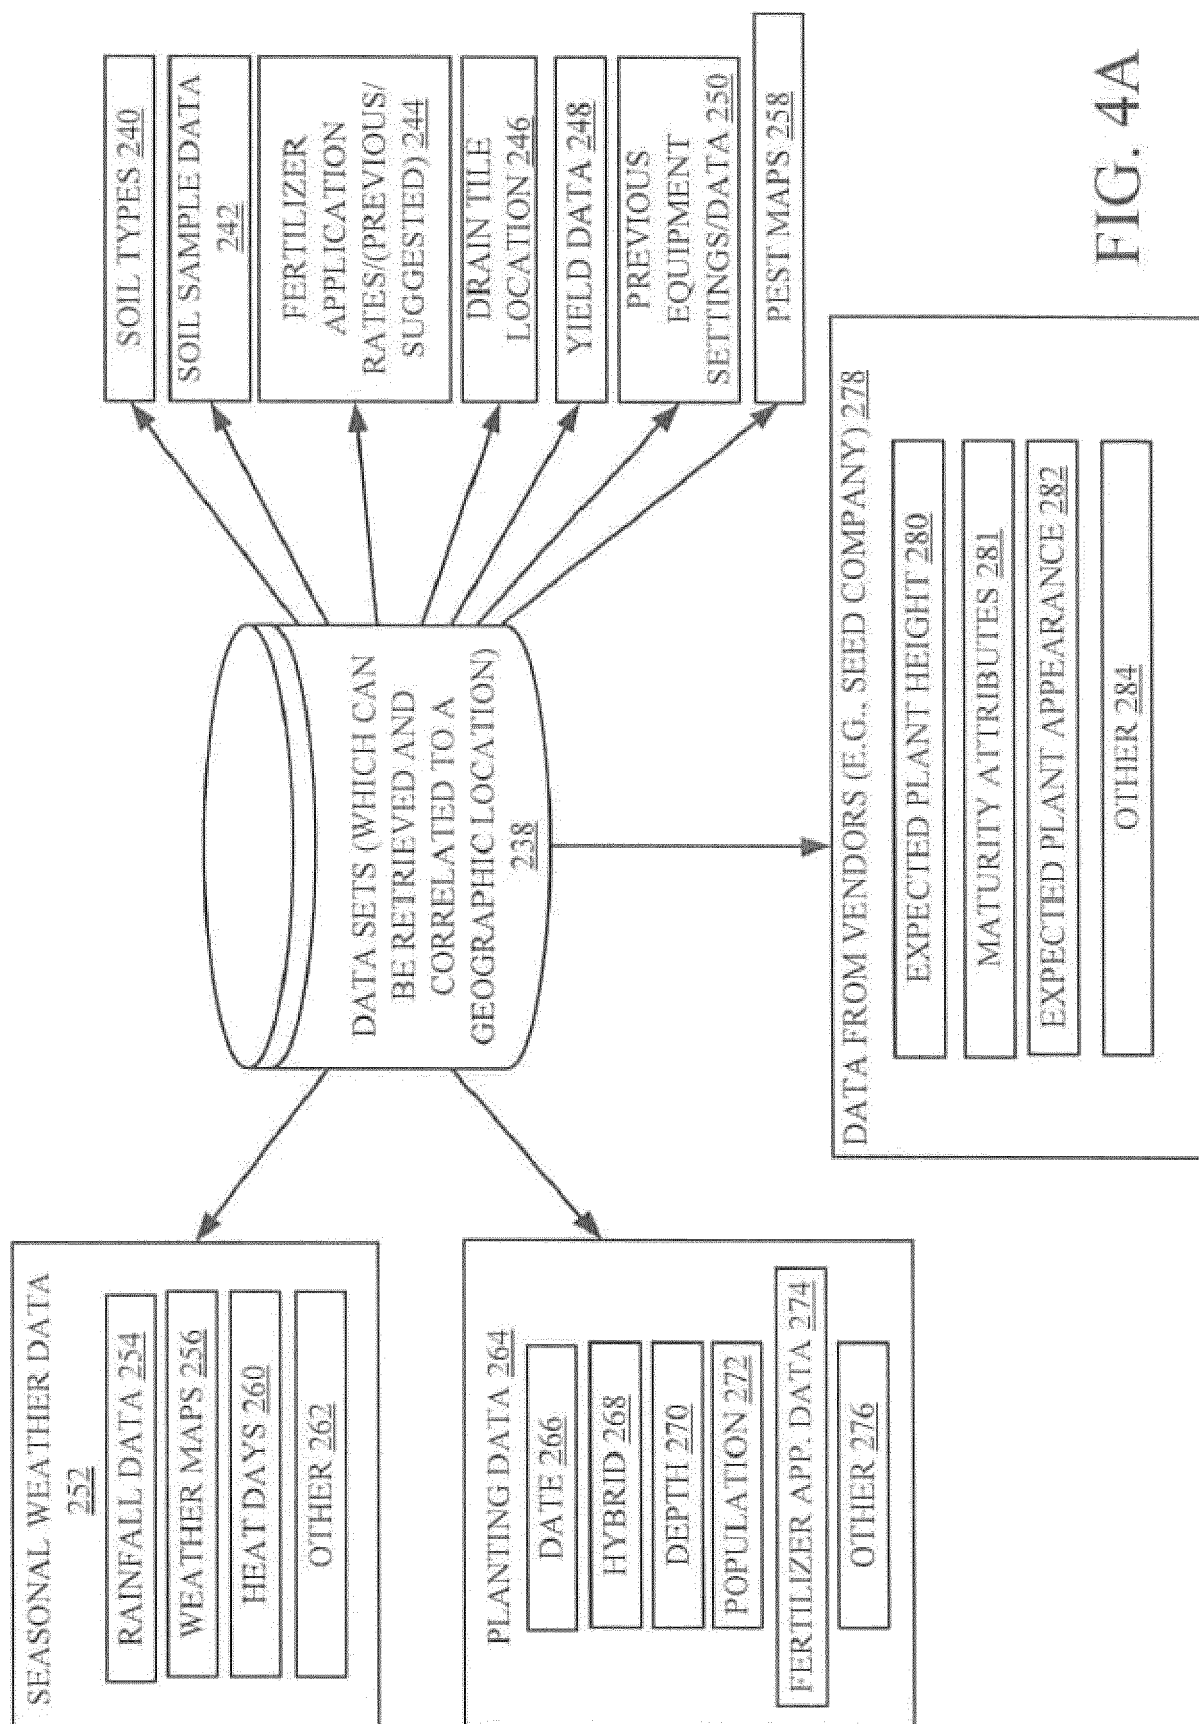 SEASONAL WEATHER DATA
252
RAINFALL DATA 254
WEATHER MAPS 256
HEAT DAYS 260
OTHER 262
PLANTING DATA 264
DATE 266
HYBRID 268
DEPTH 270
POPULATION 272
FERTILIZER APP. DATA 274
OTHER 276
DATA SETS (WHICH CAN
BE RETRIEVED AND
CORRELATED TO A
GEOGRAPHIC LOCATION)
238
SOIL TYPES 240
SOIL SAMPLE DATA
242
FERTILIZER
APPLICATION
RATES/(PREVIOUS/
SUGGESTED) 244
DRAIN TILE
LOCATION 246
YIELD DATA 248
PREVIOUS
EQUIPMENT
SETTINGS/DATA 250
PEST MAPS 258
DATA FROM VENDORS (E.G., SEED COMPANY) 278
EXPECTED PLANT HEIGHT 280
MATURITY ATTRIBUTES 281
EXPECTED PLANT APPEARANCE 282
OTHER 284
FIG. 4A